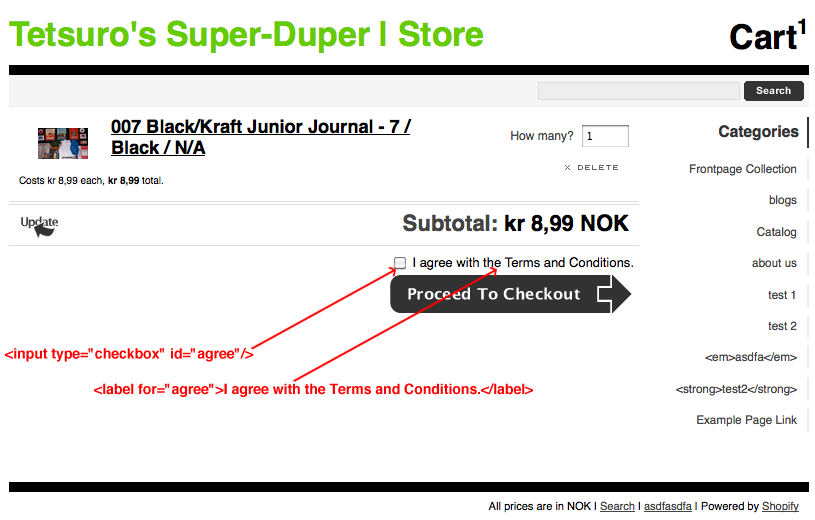 Tetsuro's Super-Duper | Store
Cart1
Search
007 Black/Kraft Junior Journal - 7 /
Black / N/A
How many? 1
x DELETE
Costs kr 8,99 each, kr 8,99 total.
Update
Subtotal: kr 8,99 NOK
I agree with the Terms and Conditions.
Proceed To Checkout
<input type="checkbox" id="agree"/>
<label for="agree">I agree with the Terms and Conditions.</label>
Categories
Frontpage Collection
blogs
Catalog
about us
test 1
test 2
<em>asdfa</em>
<strong>test2</strong>
Example Page Link
All prices are in NOK | Search | asdfasdfa | Powered by Shopify